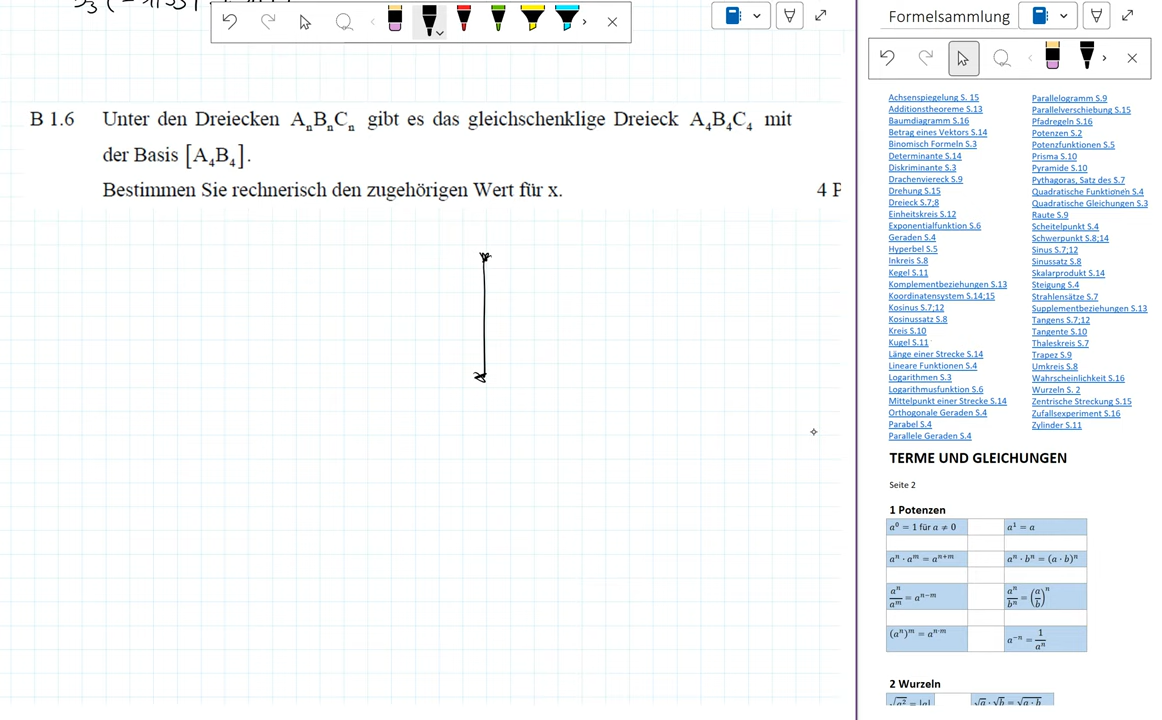 Formelsammlung
B 1.6 Unter den Dreiecken AₙBₙCₙ gibt es das gleichschenklige Dreieck A₄B₄C₄ mit
der Basis [A₄B₄].
Bestimmen Sie rechnerisch den zugehörigen Wert für x. 4 P
Achsenspiegelung S. 15
Additionstheoreme S.13
Baumdiagramm S.16
Betrag eines Vektors S.14
Binomisch Formeln S.3
Determinante S.14
Diskriminante S.3
Drachenviereck S.9
Drehung S.15
Dreieck S.7;8
Einheitskreis S.12
Exponentialfunktion S.6
Geraden S.4
Hyperbel S.5
Inkreis S.8
Kegel S.11
Komplementbeziehungen S.13
Koordinatensystem S.14;15
Kosinus S.7;12
Kosinussatz S.8
Kreis S.10
Kugel S.11
Länge einer Strecke S.14
Lineare Funktionen S.4
Logarithmen S.3
Logarithmusfunktion S.6
Mittelpunkt einer Strecke S.14
Orthogonale Geraden S.4
Parabel S.4
Parallele Geraden S.4
Parallelogramm S.9
Parallelverschiebung S.15
Pfadregeln S.16
Potenzen S.2
Potenzfunktionen S.5
Prisma S.10
Pyramide S.10
Pythagoras, Satz des S.7
Quadratische Funktionen S.4
Quadratische Gleichungen S.3
Raute S.9
Scheitelpunkt S.4
Schwerpunkt S.8;14
Sinus S.7;12
Sinussatz S.8
Skalarprodukt S.14
Steigung S.4
Strahlensätze S.7
Supplementbeziehungen S.13
Tangens S.7;12
Tangente S.10
Thaleskreis S.7
Trapez S.9
Umkreis S.8
Wahrscheinlichkeit S.16
Wurzeln S. 2
Zentrische Streckung S.15
Zufallsexperiment S.16
Zylinder S.11
TERME UND GLEICHUNGEN
Seite 2
1 Potenzen
a⁰ = 1 für a ≠ 0 a¹ = a
aⁿ · aᵐ = aⁿ⁺ᵐ aⁿ · bⁿ = (a · b)ⁿ
aⁿ/aᵐ = aⁿ⁻ᵐ aⁿ/bⁿ = (a/b)ⁿ
(aⁿ)ᵐ = aⁿ·ᵐ a⁻ⁿ = 1/aⁿ
2 Wurzeln